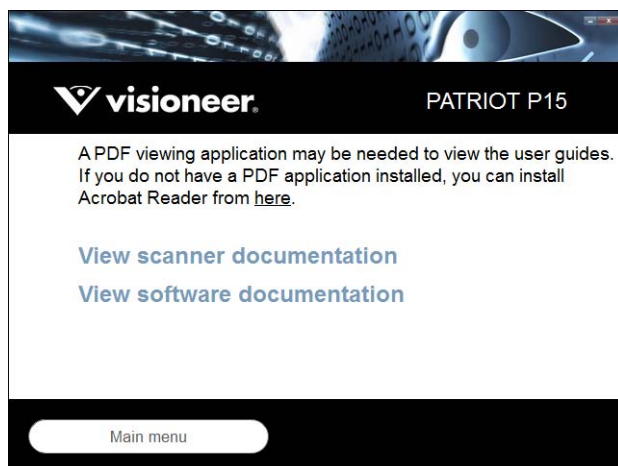 visioneer®
PATRIOT P15
A PDF viewing application may be needed to view the user guides.
If you do not have a PDF application installed, you can install
Acrobat Reader from here.
View scanner documentation
View software documentation
Main menu